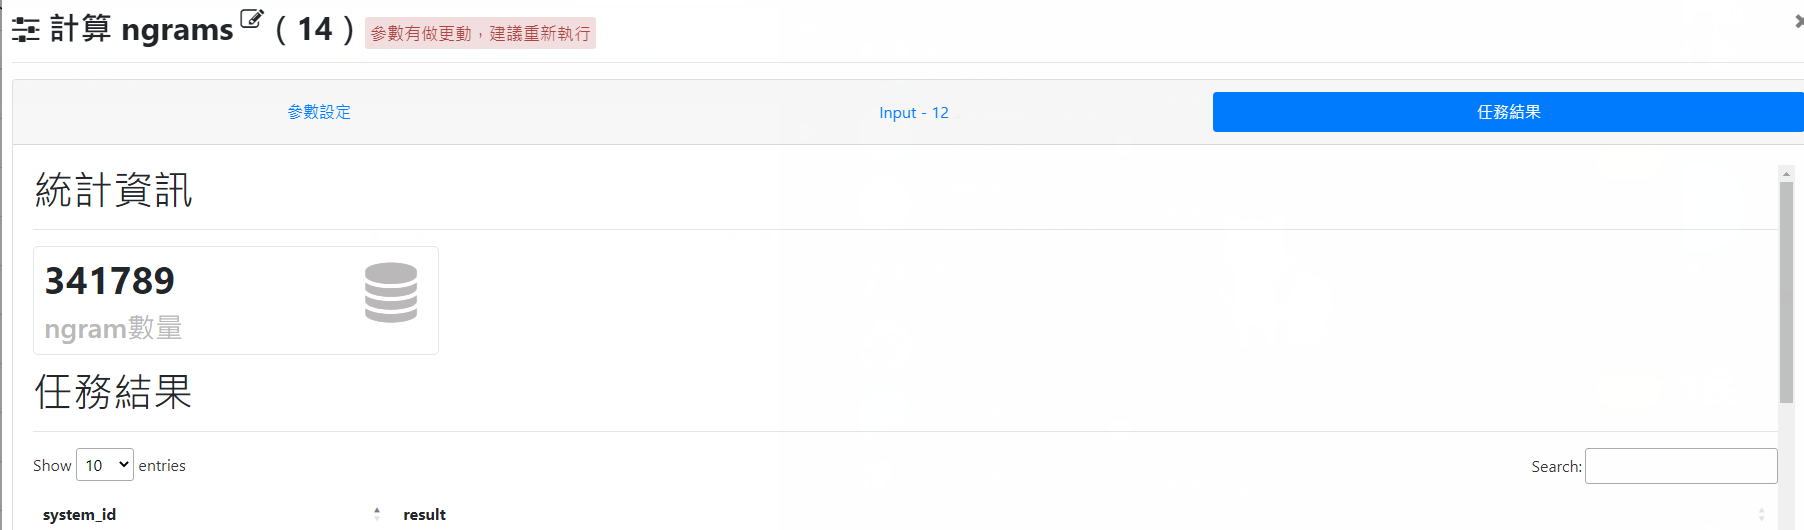 計算 ngrams ( 14 ) 參數有做更動，建議重新執行
參數設定 Input - 12 任務結果
統計資訊
341789
ngram數量
任務結果
Show 10 entries Search:
system_id result